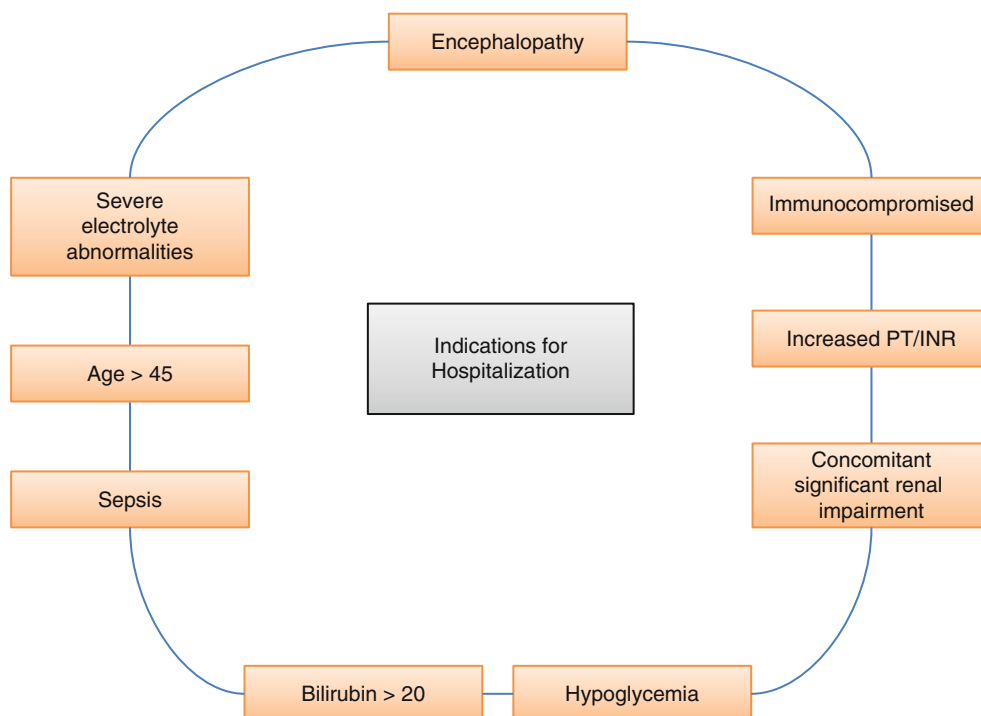 Encephalopathy
Severe
electrolyte
abnormalities
Immunocompromised
Indications for
Hospitalization
Increased PT/INR
Age > 45
Concomitant
significant renal
impairment
Sepsis
Bilirubin > 20
Hypoglycemia